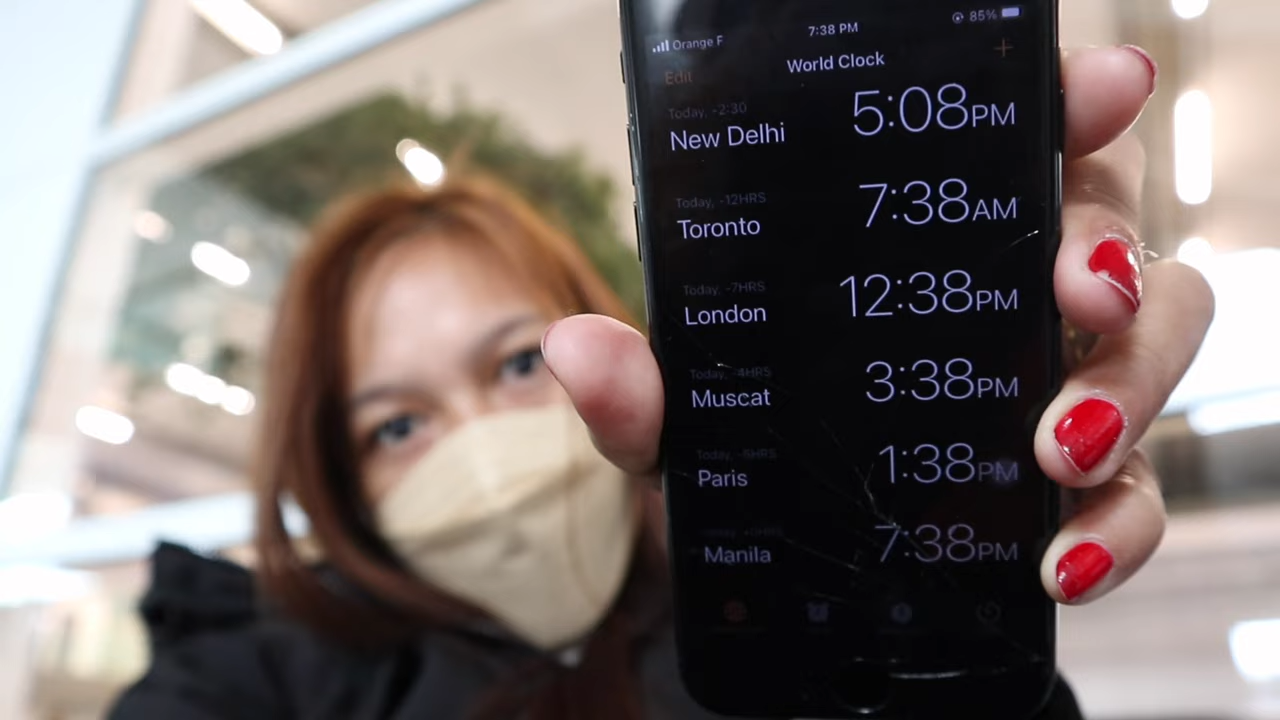 Orange F 7:38 PM 85%
Edit World Clock +
Today, -2:30
New Delhi 5:08PM
Today, -12HRS
Toronto 7:38AM
Today, -7HRS
London 12:38PM
Today, -4HRS
Muscat 3:38PM
Today, -6HRS
Paris 1:38PM
Today, +0HRS
Manila 7:38PM